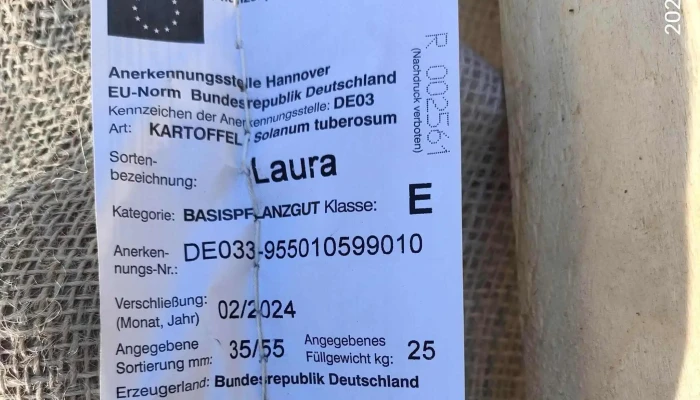 Anerkennungsstelle Hannover
EU-Norm Bundesrepublik Deutschland
Kennzeichen der Anerkennungsstelle: DE03
Art: KARTOFFEL Solanum tuberosum
Sorten-
bezeichnung: Laura
Kategorie: BASISPFLANZGUT Klasse: E
Anerken-
nungs-Nr.: DE033-955010599010
Verschließung:
(Monat, Jahr) 02/2024
Angegebene
Sortierung mm: 35/55
Angegebenes
Füllgewicht kg: 25
Erzeugerland: Bundesrepublik Deutschland
R 002561
(Nachdruck verboten)
202